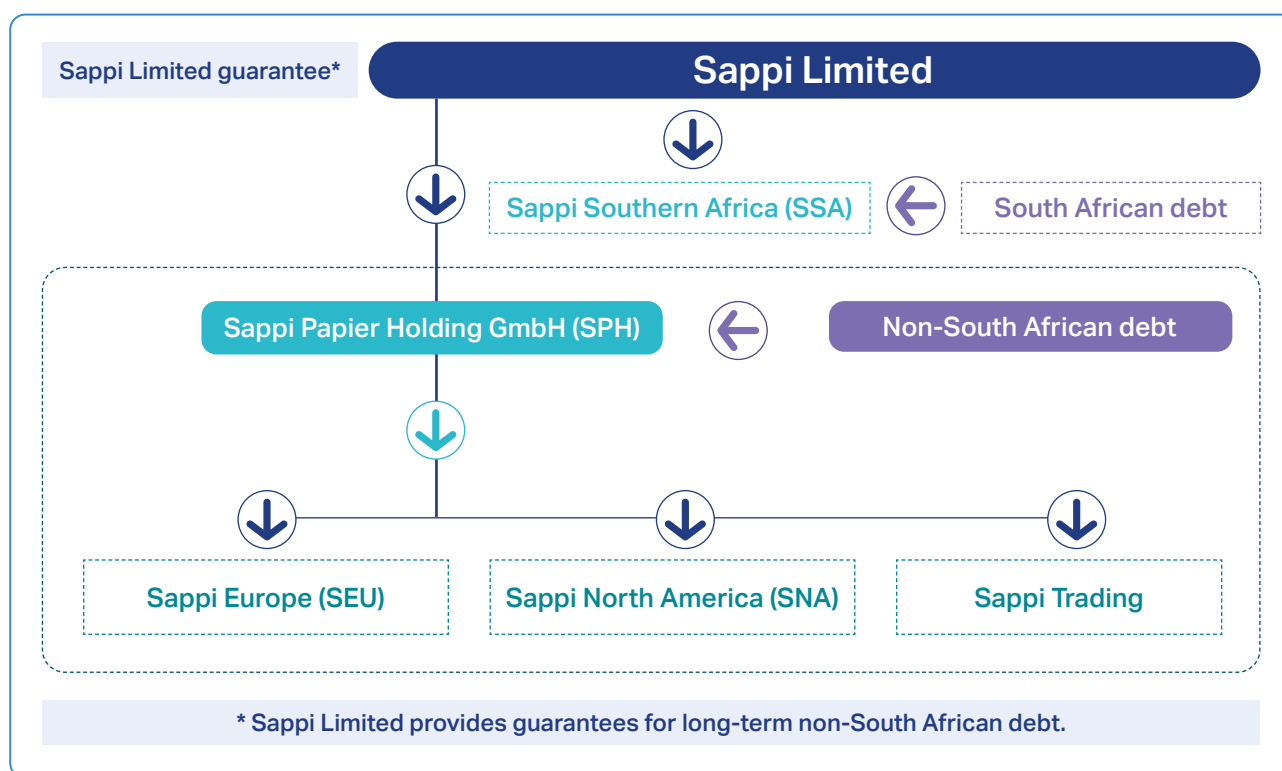 Sappi Limited guarantee*
Sappi Limited
Sappi Southern Africa (SSA)
South African debt
Sappi Papier Holding GmbH (SPH)
Non-South African debt
Sappi Europe (SEU)
Sappi North America (SNA)
Sappi Trading
* Sappi Limited provides guarantees for long-term non-South African debt.